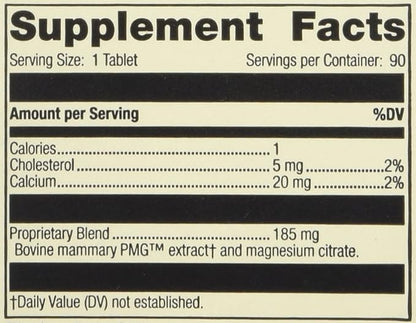 Supplement Facts
Serving Size: 1 Tablet Servings per Container: 90
Amount per Serving %DV
Calories........................................................1
Cholesterol....................................................5 mg....................2%
Calcium.........................................................20 mg..................2%
Proprietary Blend..........................................185 mg
Bovine mammary PMG™ extract† and magnesium citrate.
†Daily Value (DV) not established.